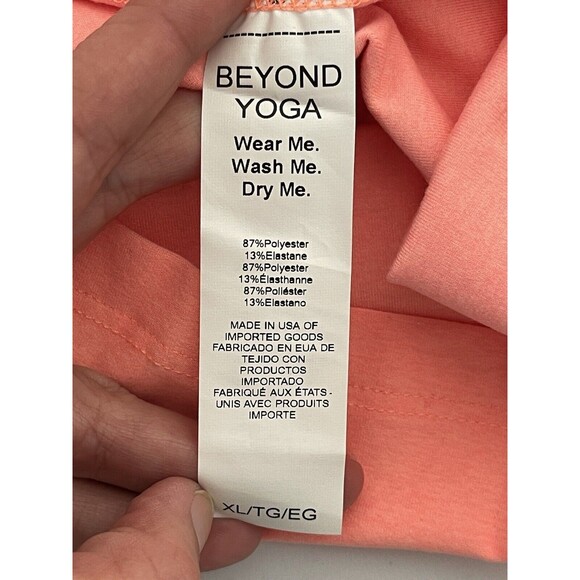 BEYOND
YOGA
Wear Me.
Wash Me.
Dry Me.
87%Polyester
13%Elastane
87%Polyester
13%Élasthanne
87%Poliéster
13%Elastano
MADE IN USA OF
IMPORTED GOODS
FABRICADO EN EUA DE
TEJIDO CON
PRODUCTOS
IMPORTADO
FABRIQUÉ AUX ÉTATS-
UNIS AVEC PRODUITS
IMPORTE
XL/TG/EG